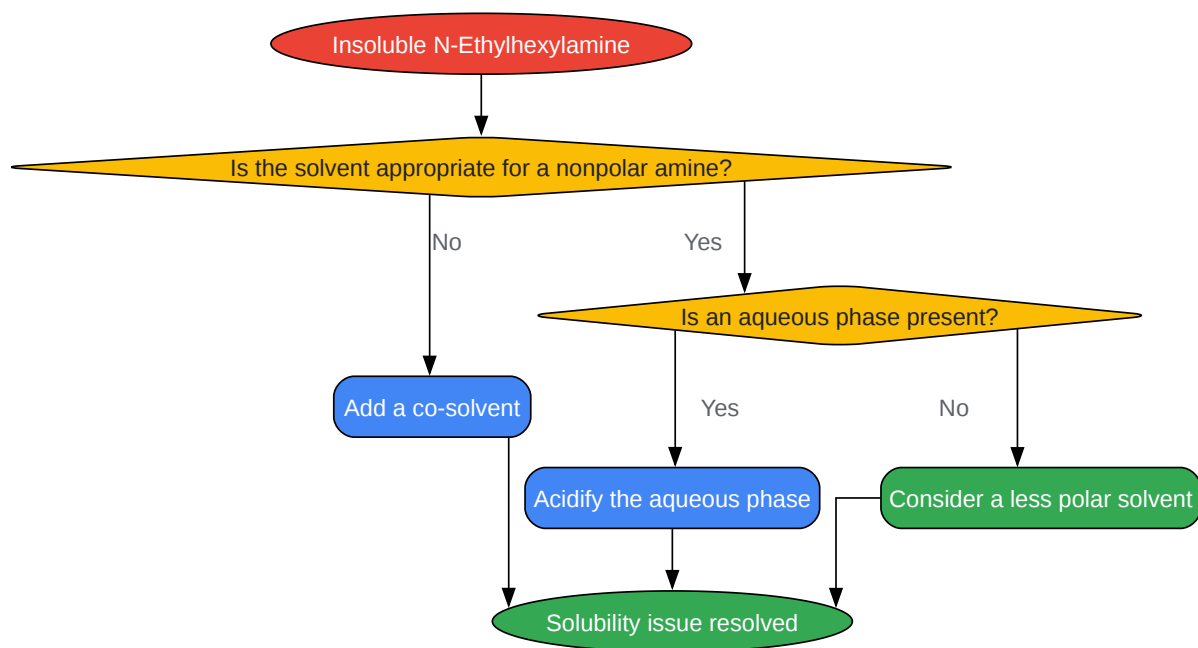 Insoluble N-Ethylhexylamine
Is the solvent appropriate for a nonpolar amine?
No
Yes
Is an aqueous phase present?
Add a co-solvent
Yes
No
Acidify the aqueous phase
Consider a less polar solvent
Solubility issue resolved